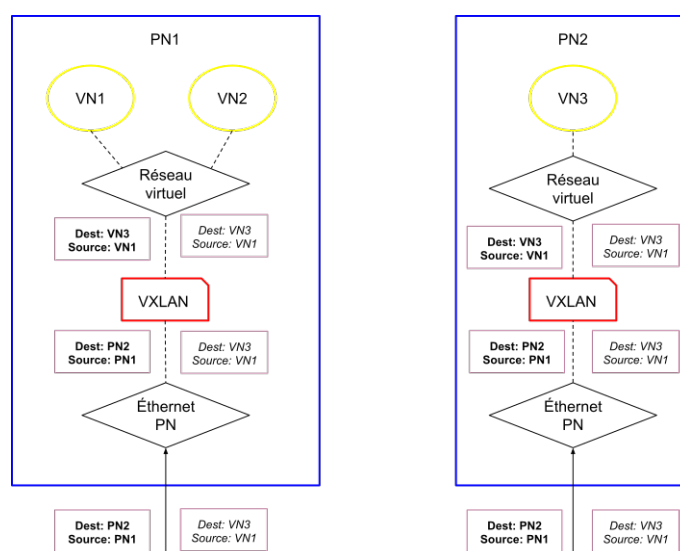 PN1
VN1
VN2
Réseau
virtuel
Dest: VN3
Source: VN1
Dest: VN3
Source: VN1
VXLAN
Dest: PN2
Source: PN1
Dest: VN3
Source: VN1
Éthernet
PN
Dest: PN2
Source: PN1
Dest: VN3
Source: VN1
PN2
VN3
Réseau
virtuel
Dest: VN3
Source: VN1
Dest: VN3
Source: VN1
VXLAN
Dest: PN2
Source: PN1
Dest: VN3
Source: VN1
Éthernet
PN
Dest: PN2
Source: PN1
Dest: VN3
Source: VN1